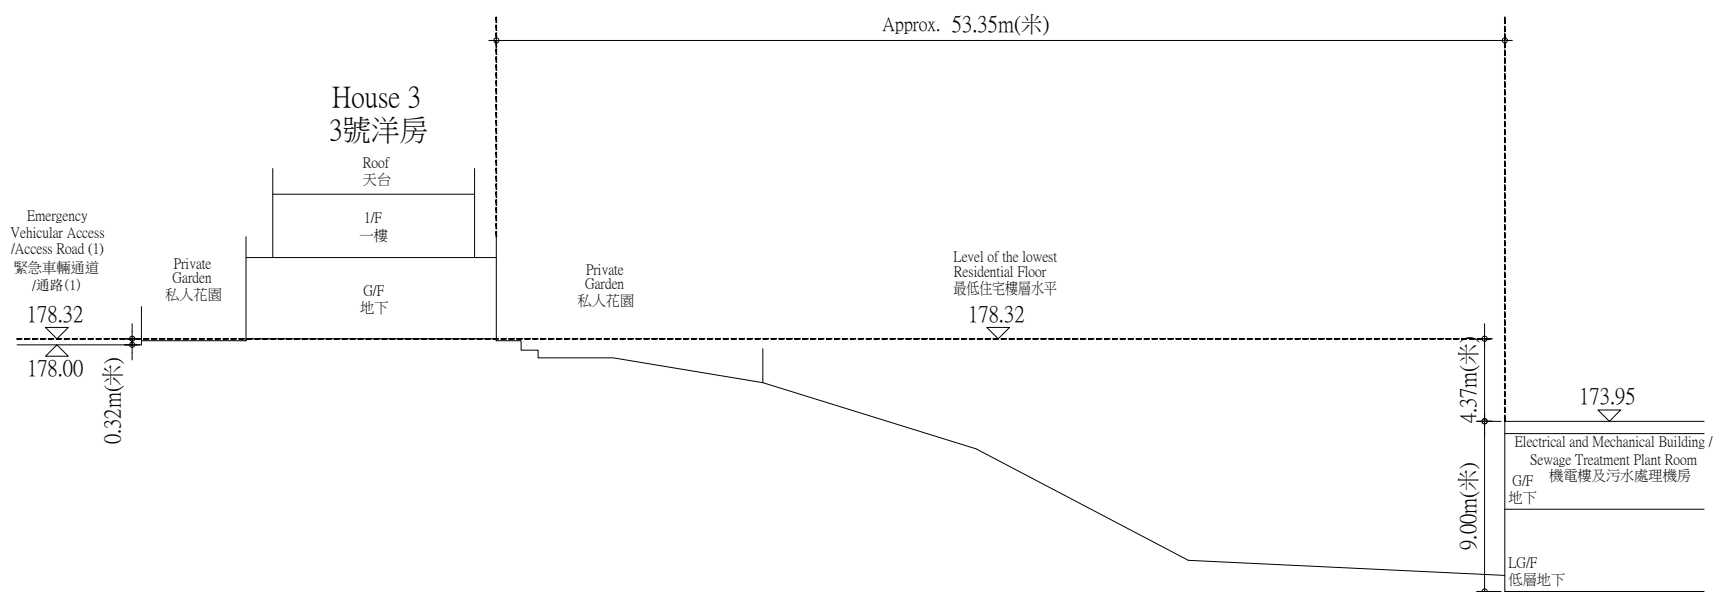 Approx. 53.35m(米)
House 3
3號洋房
Roof
天台
1/F
一樓
G/F
地下
Emergency
Vehicular Access
/Access Road (1)
緊急車輛通道
/通路(1)
178.32
178.00
0.32m(米)
Private
Garden
私人花園
Private
Garden
私人花園
Level of the lowest
Residential Floor
最低住宅樓層水平
178.32
4.37m(米)
9.00m(米)
173.95
Electrical and Mechanical Building /
Sewage Treatment Plant Room
機電樓及污水處理機房
G/F
地下
LG/F
低層地下